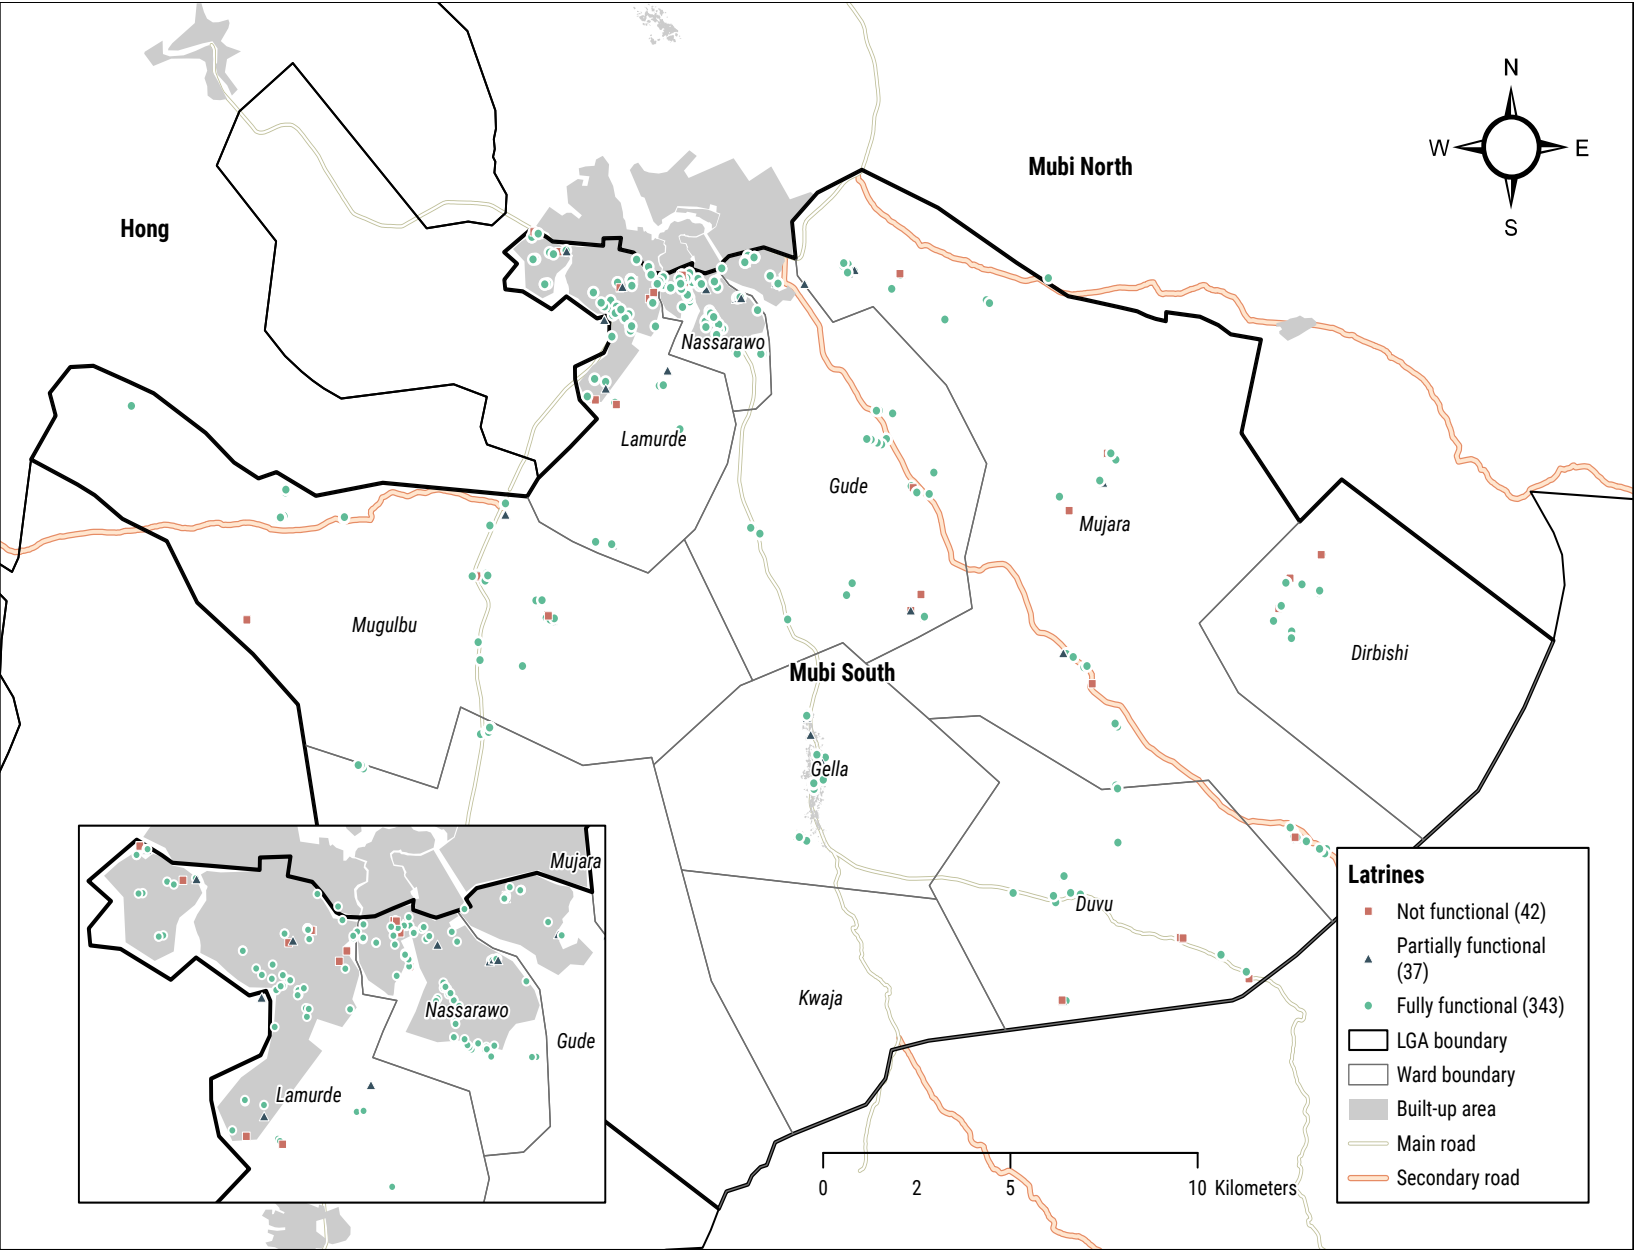 N
Mubi North
W
E
Hong
S
Nassarawo
Lamurde
Gude
Mujara
Mugulbu
Dirbishi
Mubi South
Gella
Duvu
Kwaja
Mujara
Nassarawo
Gude
Lamurde
0
2
5
10 Kilometers
Latrines
Not functional (42)
Partially functional
(37)
Fully functional (343)
LGA boundary
Ward boundary
Built-up area
Main road
Secondary road